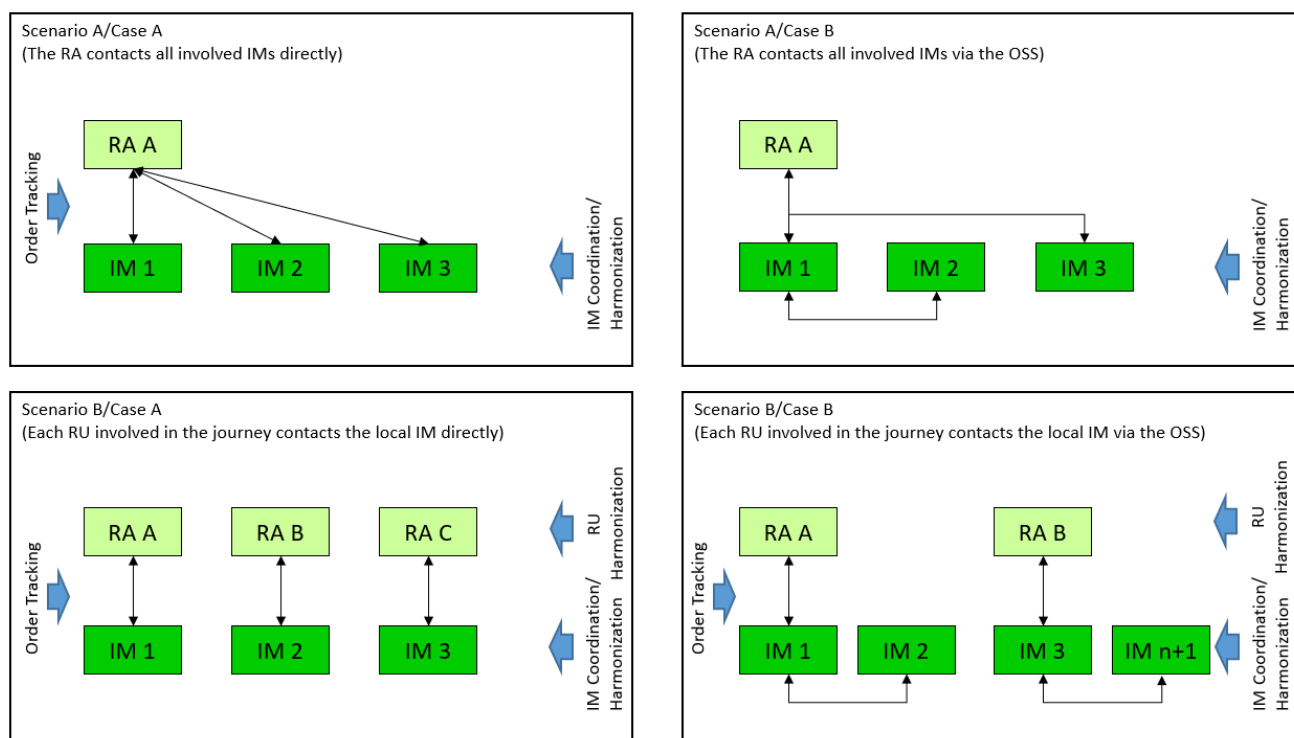 Scenario A/Case A
(The RA contacts all involved IMs directly)
Order Tracking
RA A
IM 1
IM 2
IM 3
IM Coordination/
Harmonization
Scenario A/Case B
(The RA contacts all involved IMs via the OSS)
RA A
IM 1
IM 2
IM 3
IM Coordination/
Harmonization
Scenario B/Case A
(Each RU involved in the journey contacts the local IM directly)
Order Tracking
RA A
RA B
RA C
RU
Harmonization
IM 1
IM 2
IM 3
IM Coordination/
Harmonization
Scenario B/Case B
(Each RU involved in the journey contacts the local IM via the OSS)
Order Tracking
RA A
RA B
RU
Harmonization
IM 1
IM 2
IM 3
IM n+1
IM Coordination/
Harmonization